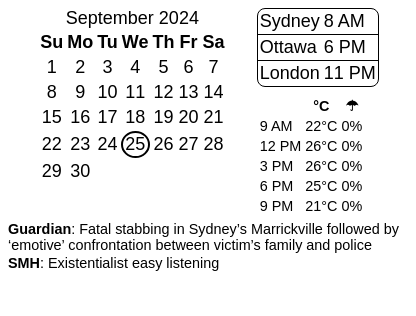 September 2024
Su Mo Tu We Th Fr Sa
1 2 3 4 5 6 7
8 9 10 11 12 13 14
15 16 17 18 19 20 21
22 23 24 25 26 27 28
29 30
Sydney 8 AM
Ottawa 6 PM
London 11 PM
°C ☂
9 AM 22°C 0%
12 PM 26°C 0%
3 PM 26°C 0%
6 PM 25°C 0%
9 PM 21°C 0%
Guardian: Fatal stabbing in Sydney’s Marrickville followed by
‘emotive’ confrontation between victim’s family and police
SMH: Existentialist easy listening